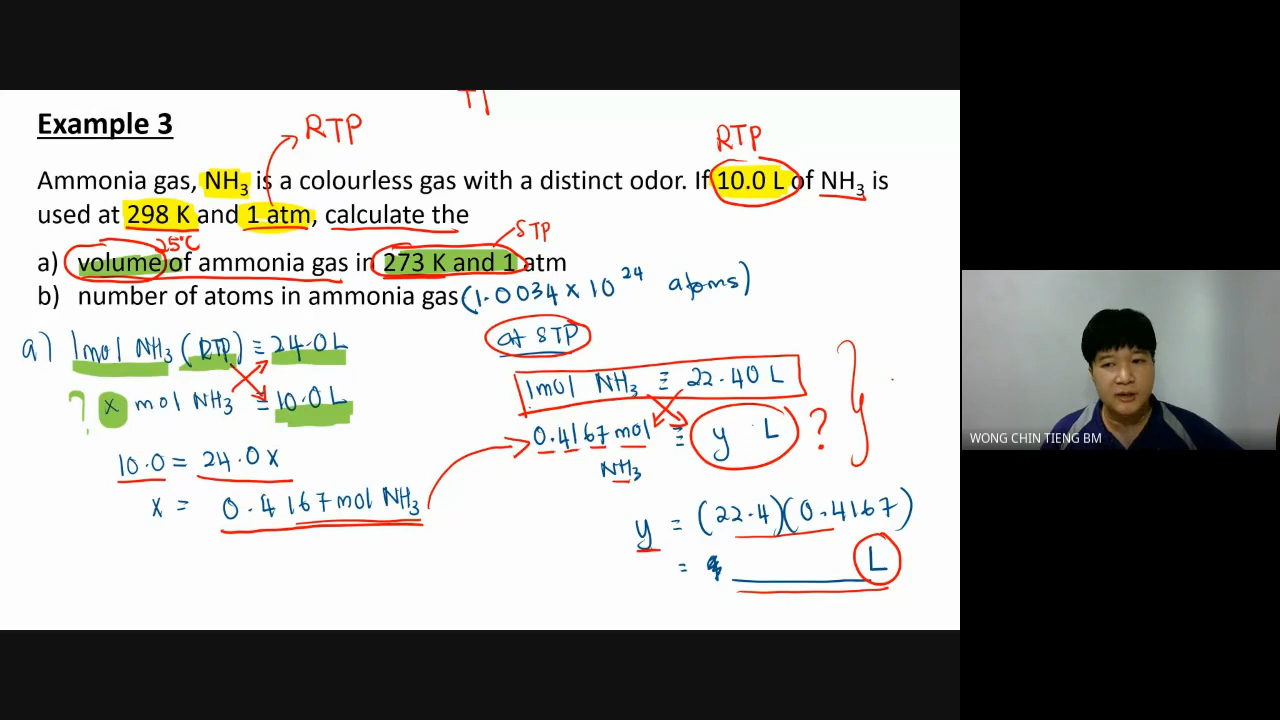 Example 3
RTP
RTP
Ammonia gas, NH3 is a colourless gas with a distinct odor. If 10.0 L of NH3 is
used at 298 K and 1 atm, calculate the
25°C
STP
a) volume of ammonia gas in 273 K and 1 atm
b) number of atoms in ammonia gas (1.0034 x 10^24 atoms)
a) 1 mol NH3 (RTP) ≡ 24.0 L
? x mol NH3 ≡ 10.0 L
10.0 = 24.0 x
x = 0.4167 mol NH3
at STP
1 mol NH3 ≡ 22.40 L
0.4167 mol ≡ y L ?
NH3
y = (22.4)(0.4167)
= L
WONG CHIN TIENG BM